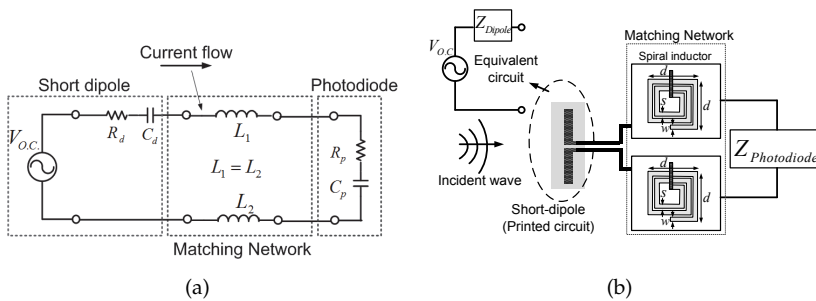 Current flow
Short dipole
Photodiode
V_{O.C.}
R_d
C_d
L_1
L_1 = L_2
R_p
C_p
L_2
Matching Network
(a)
(b)
Z_{Dipole}
V_{O.C}
Equivalent
circuit
Incident wave
Short-dipole
(Printed circuit)
Matching Network
Spiral inductor
d
s
d
w
d
s
d
w
Z_{Photodiode}